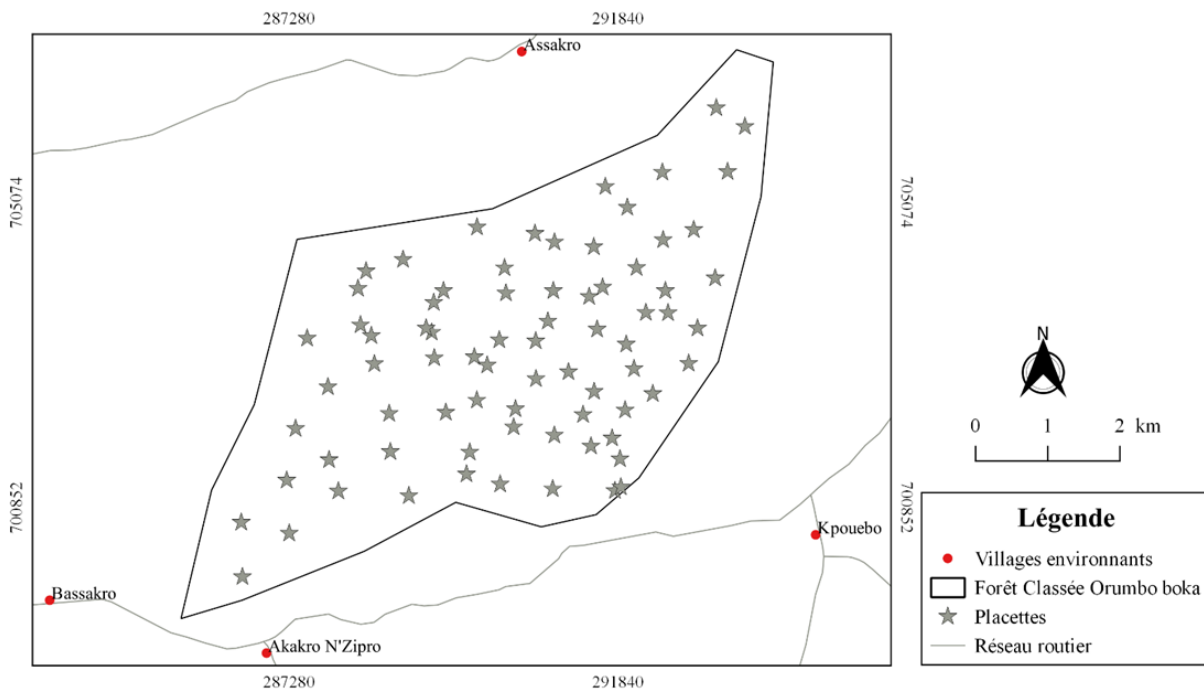 287280
291840
Assakro
705074
705074
N
0 1 2 km
700852
700852
Kpouebo
Bassakro
Akakro N'Zipro
287280
291840
Légende
Villages environnants
Forêt Classée Orumbo boka
Placettes
Réseau routier